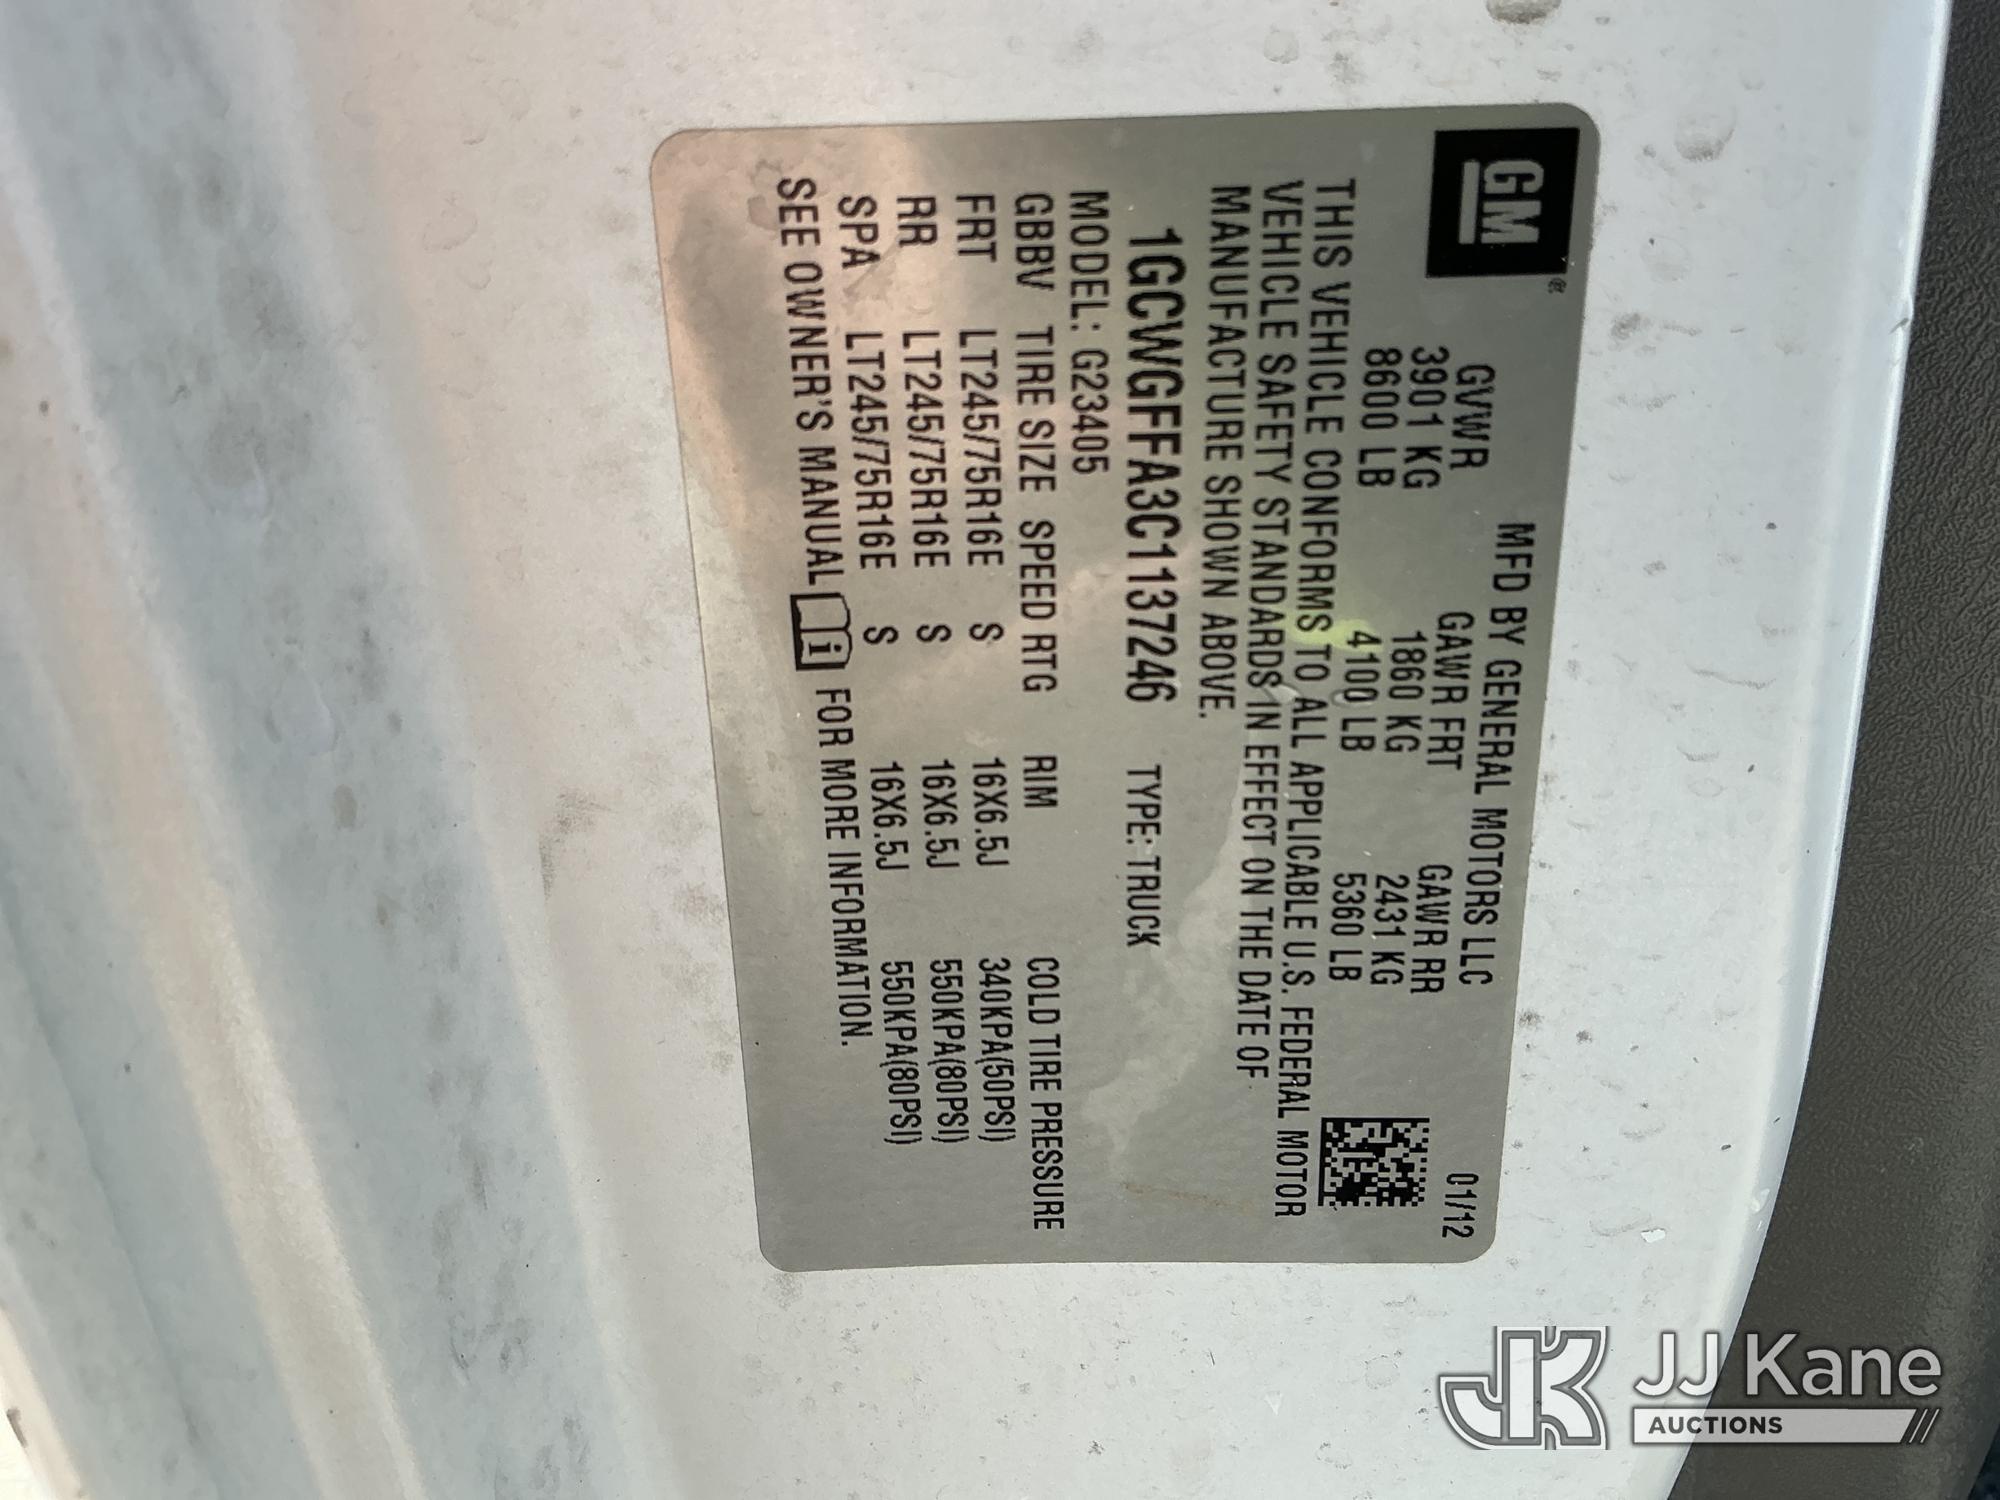 GM
MFD BY GENERAL MOTORS LLC 01/12
GVWR GAWR FRT GAWR RR
3901 KG 1860 KG 2431 KG
8600 LB 4100 LB 5360 LB
THIS VEHICLE CONFORMS TO ALL APPLICABLE U.S. FEDERAL MOTOR
VEHICLE SAFETY STANDARDS IN EFFECT ON THE DATE OF
MANUFACTURE SHOWN ABOVE.
1GCWGFFA3C1137246 TYPE: TRUCK
MODEL: G23405
GBBV TIRE SIZE SPEED RTG RIM COLD TIRE PRESSURE
FRT LT245/75R16E S 16X6.5J 340KPA(50PSI)
RR LT245/75R16E S 16X6.5J 550KPA(80PSI)
SPA LT245/75R16E S 16X6.5J 550KPA(80PSI)
SEE OWNER'S MANUAL i FOR MORE INFORMATION.
JK JJ Kane
AUCTIONS